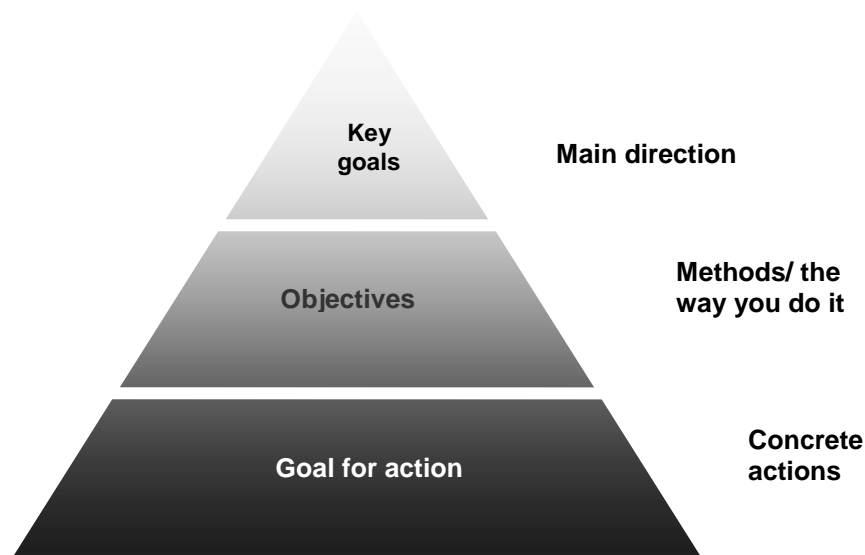 Key
goals
Main direction
Objectives
Methods/ the
way you do it
Goal for action
Concrete
actions